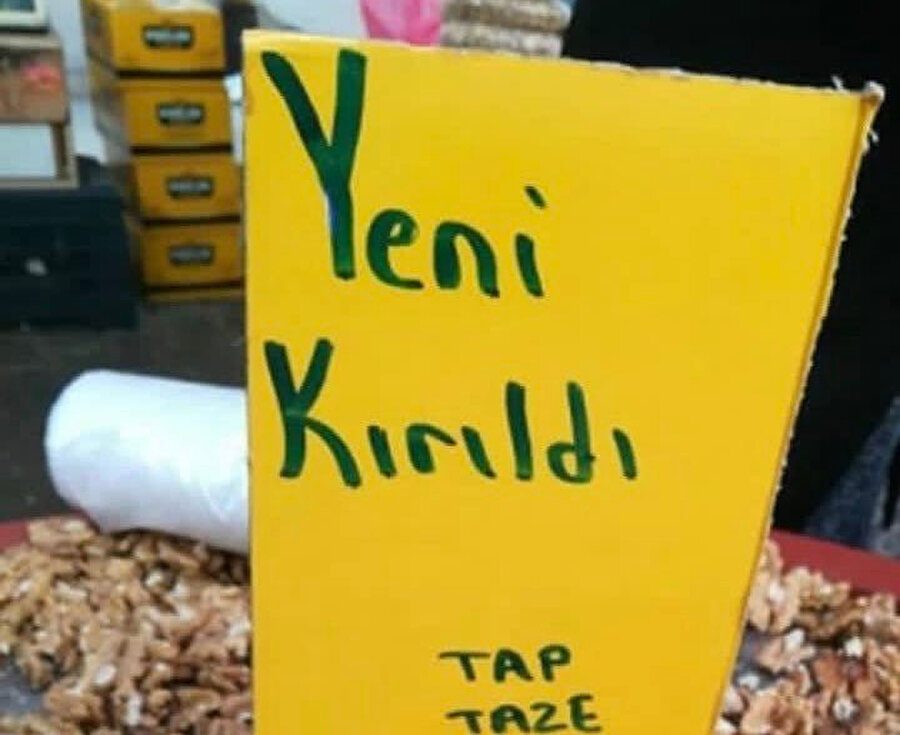 Yeni
Kırıldı
TAP
TAZE